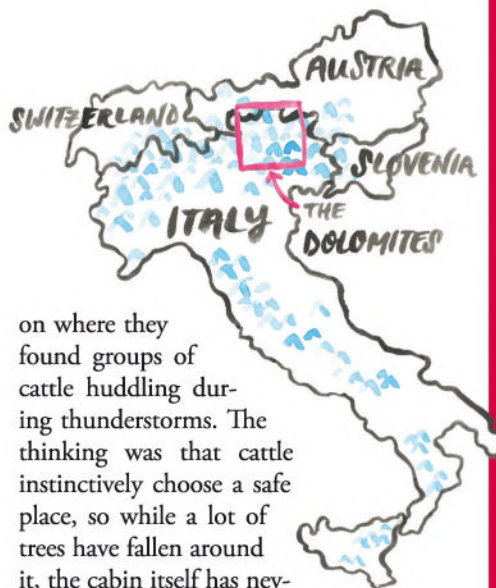 AUSTRIA
SWITZERLAND
SLOVENIA
ITALY
THE
DOLOMITES
on where they
found groups of
cattle huddling dur-
ing thunderstorms. The
thinking was that cattle
instinctively choose a safe
place, so while a lot of
trees have fallen around
it, the cabin itself has nev-